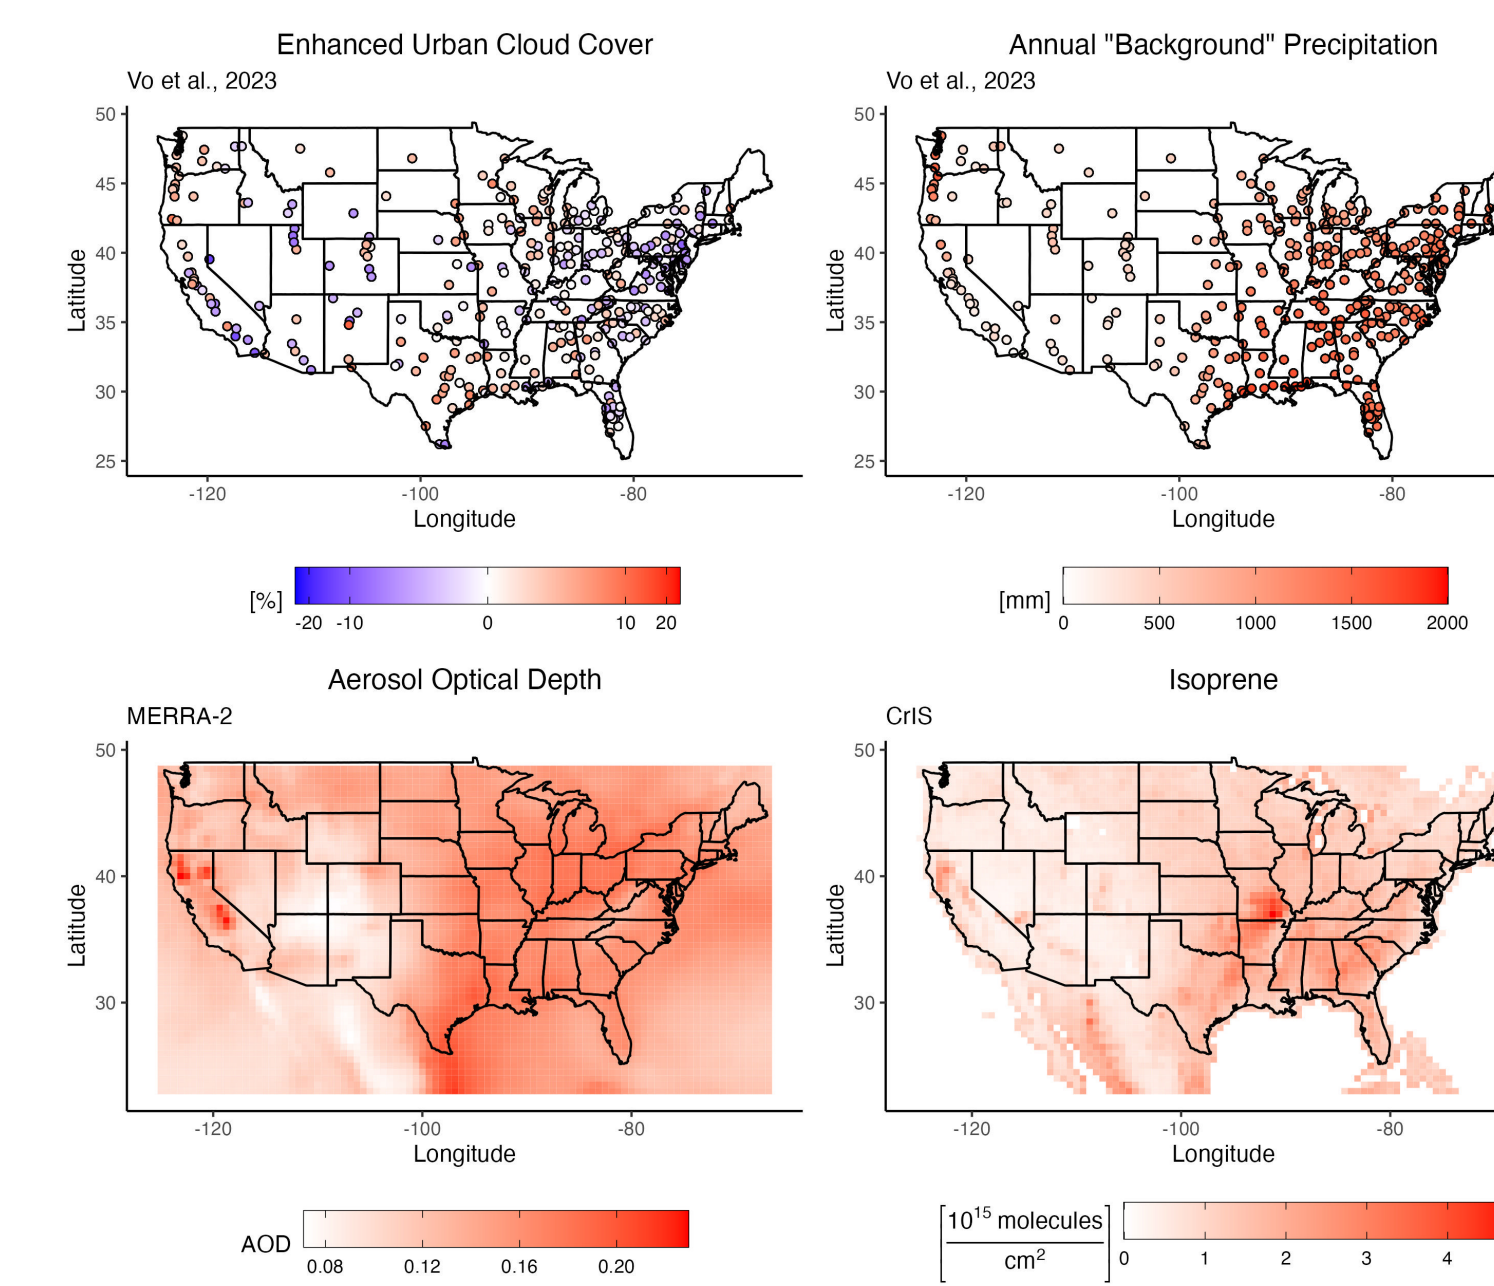 Enhanced Urban Cloud Cover
Vo et al., 2023
50
45
40
35
30
25
Latitude
-120 -100 -80
Longitude
[%]
-20 -10 0 10 20
Annual "Background" Precipitation
Vo et al., 2023
50
45
40
35
30
25
Latitude
-120 -100 -80
Longitude
[mm]
0 500 1000 1500 2000
Aerosol Optical Depth
MERRA-2
50
40
30
Latitude
-120 -100 -80
Longitude
AOD
0.08 0.12 0.16 0.20
Isoprene
CrIS
50
40
30
Latitude
-120 -100 -80
Longitude
10¹⁵ molecules
cm²
0 1 2 3 4